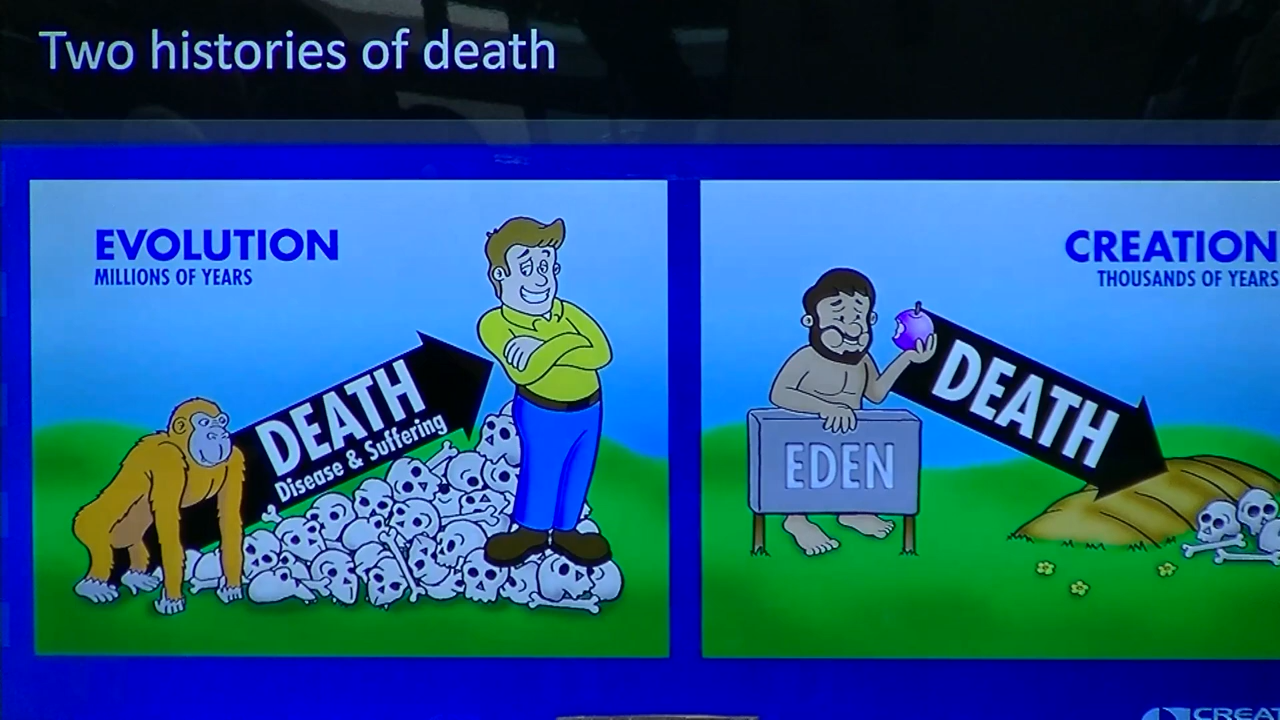 Two histories of death
EVOLUTION
MILLIONS OF YEARS
DEATH
Disease & Suffering
CREATION
THOUSANDS OF YEARS
DEATH
EDEN